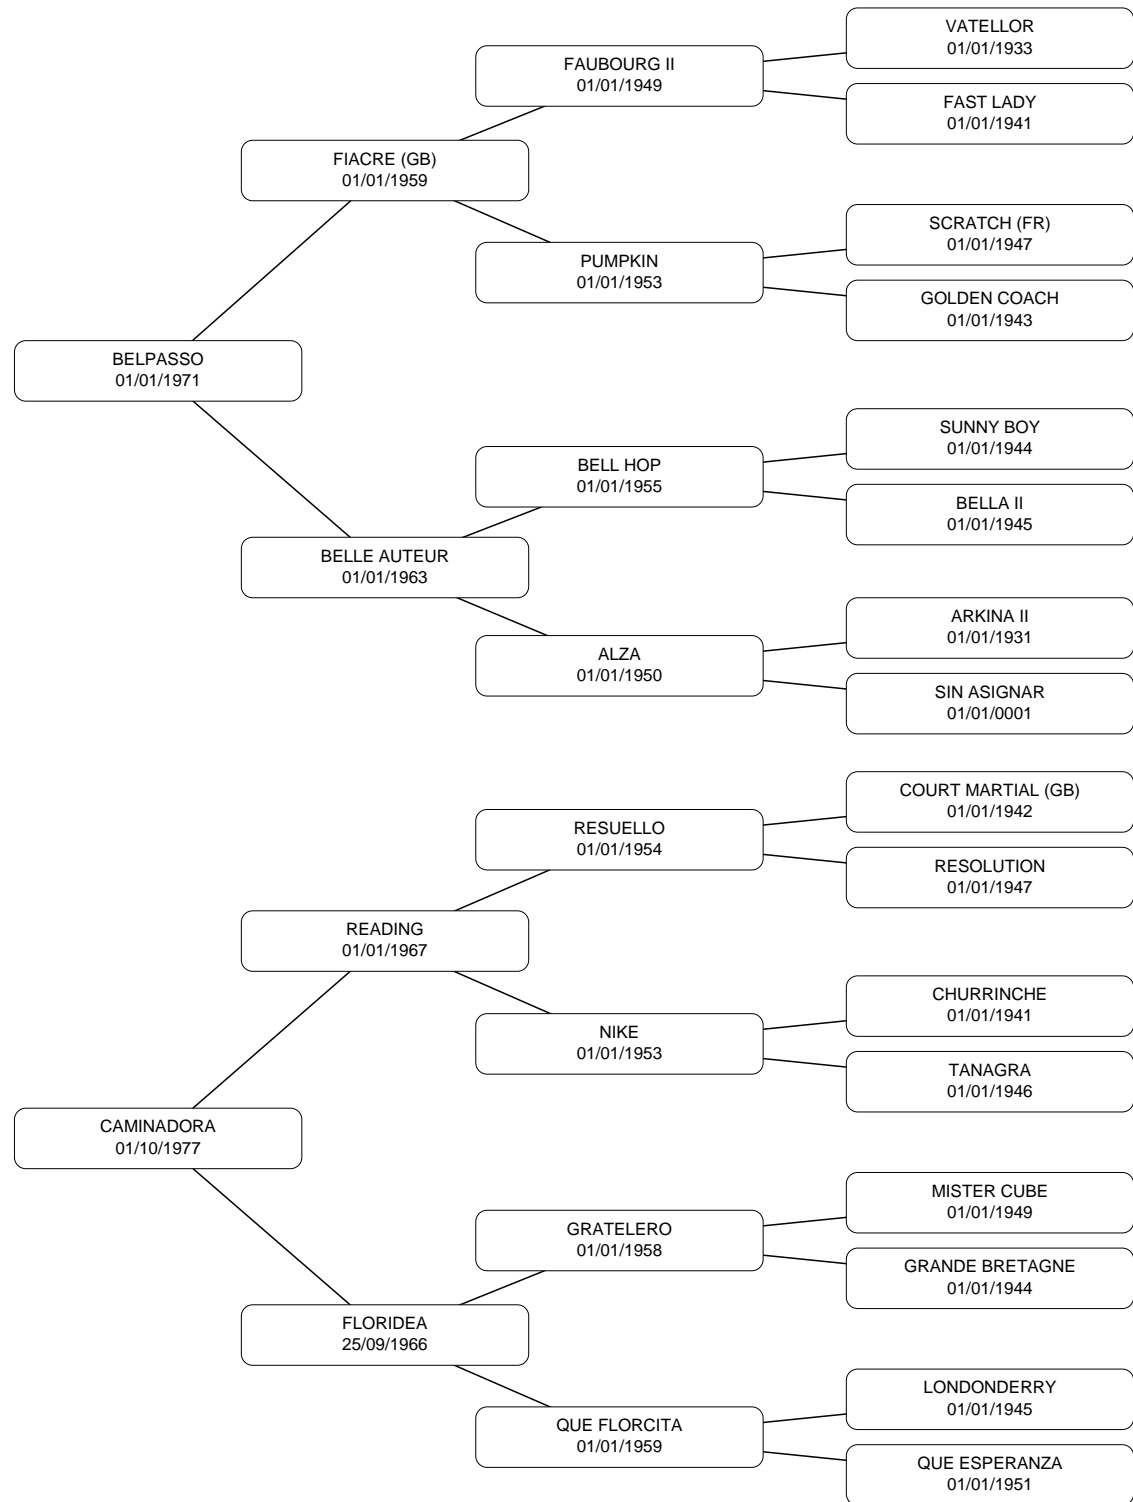 VATELLOR
01/01/1933
FAUBOURG II
01/01/1949
FAST LADY
01/01/1941
FIACRE (GB)
01/01/1959
SCRATCH (FR)
01/01/1947
PUMPKIN
01/01/1953
GOLDEN COACH
01/01/1943
BELPASSO
01/01/1971
SUNNY BOY
01/01/1944
BELL HOP
01/01/1955
BELLA II
01/01/1945
BELLE AUTEUR
01/01/1963
ARKINA II
01/01/1931
ALZA
01/01/1950
SIN ASIGNAR
01/01/0001
COURT MARTIAL (GB)
01/01/1942
RESUELLO
01/01/1954
RESOLUTION
01/01/1947
READING
01/01/1967
CHURRINCHE
01/01/1941
NIKE
01/01/1953
TANAGRA
01/01/1946
CAMINADORA
01/10/1977
MISTER CUBE
01/01/1949
GRATELERO
01/01/1958
GRANDE BRETAGNE
01/01/1944
FLORIDEA
25/09/1966
LONDONDERRY
01/01/1945
QUE FLORCITA
01/01/1959
QUE ESPERANZA
01/01/1951